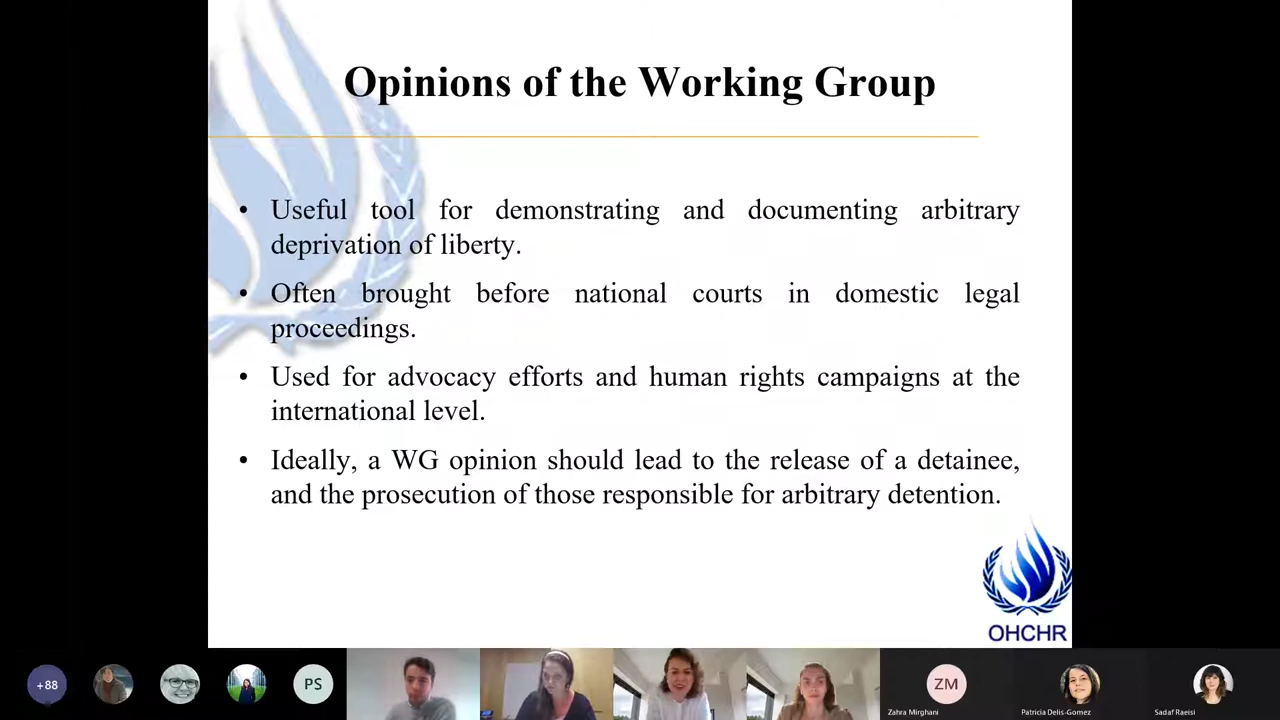 Opinions of the Working Group
• Useful tool for demonstrating and documenting arbitrary
deprivation of liberty.
• Often brought before national courts in domestic legal
proceedings.
• Used for advocacy efforts and human rights campaigns at the
international level.
• Ideally, a WG opinion should lead to the release of a detainee,
and the prosecution of those responsible for arbitrary detention.
OHCHR
+88
PS
ZM
Zahra Mirghani
Patricia Delis-Gomez
Sadaf Raeisi